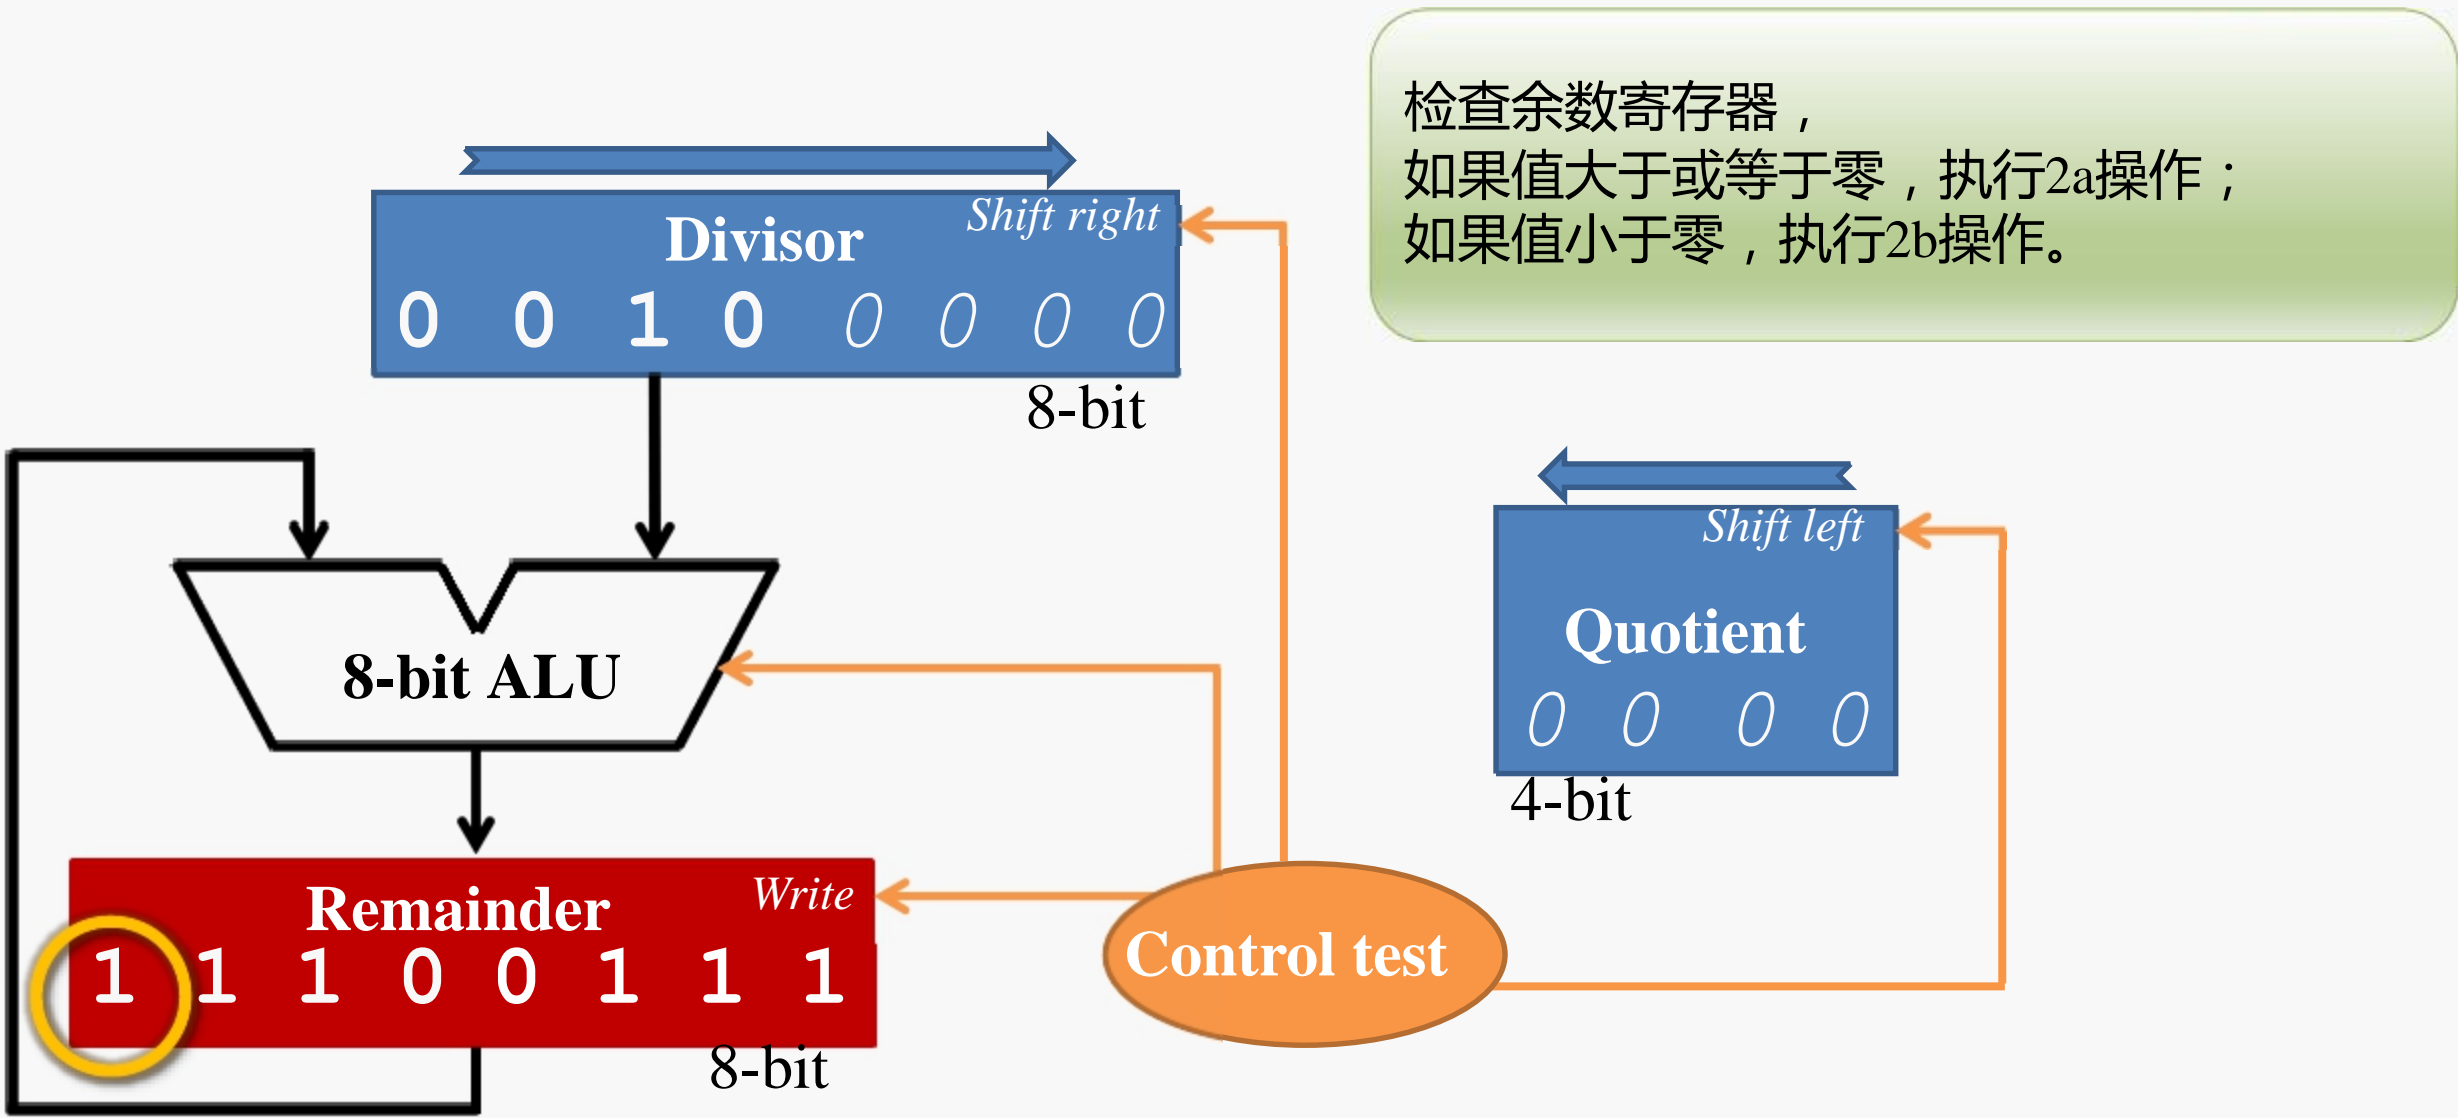 检查余数寄存器，
如果值大于或等于零，执行2a操作；
如果值小于零，执行2b操作。
Shift right
Divisor
0 0 1 0 0 0 0 0
8-bit
Shift left
Quotient
0 0 0 0
4-bit
8-bit ALU
Write
Remainder
1 1 1 0 0 1 1 1
8-bit
Control test